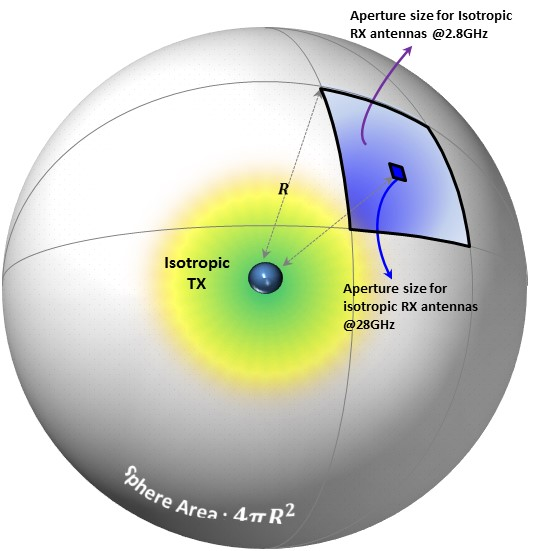 Aperture size for Isotropic
RX antennas @2.8GHz
R
Isotropic
TX
Aperture size for
isotropic RX antennas
@28GHz
Sphere Area · 4πR²